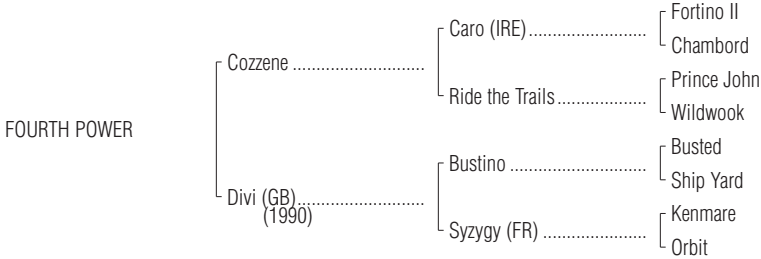 Fortino II
Caro (IRE)..........................
Chambord
Cozzene .............................
Prince John
Ride the Trails....................
Wildwook
FOURTH POWER
Busted
Bustino ..............................
Ship Yard
Divi (GB)............................
(1990)
Kenmare
Syzygy (FR) .......................
Orbit